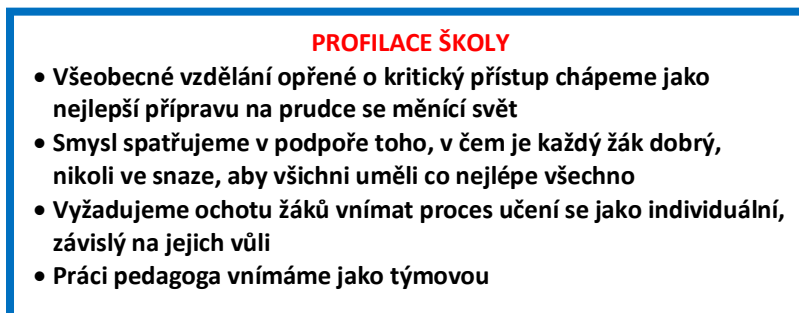 PROFILACE ŠKOLY
• Všeobecné vzdělání opřené o kritický přístup chápeme jako
nejlepší přípravu na prudce se měnící svět
• Smysl spatřujeme v podpoře toho, v čem je každý žák dobrý,
nikoli ve snaze, aby všichni uměli co nejlépe všechno
• Vyžadujeme ochotu žáků vnímat proces učení se jako individuální,
závislý na jejich vůli
• Práci pedagoga vnímáme jako týmovou